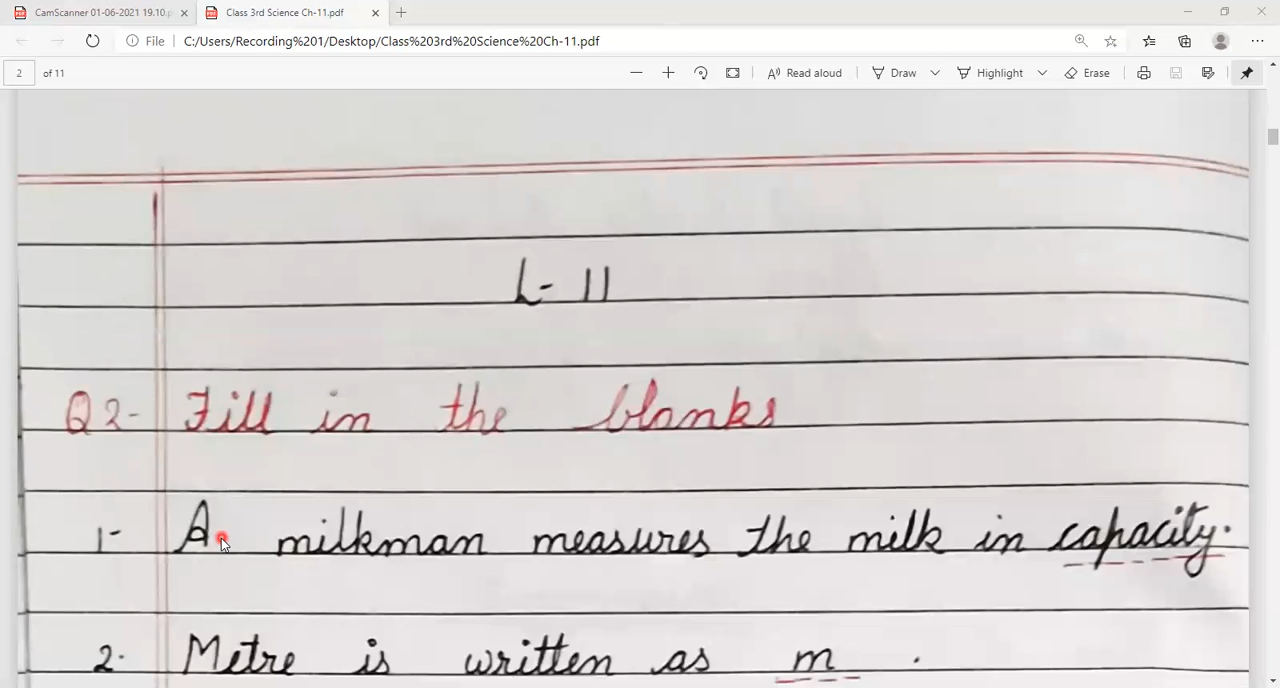 CamScanner 01-06-2021 19.10.p
Class 3rd Science Ch-11.pdf
File C:/Users/Recording%201/Desktop/Class%203rd%20Science%20Ch-11.pdf
2 of 11 Read aloud Draw Highlight Erase
L- 11
Q2- Fill in the blanks
1- A milkman measures the milk in capacity.
2. Metre is written as m .